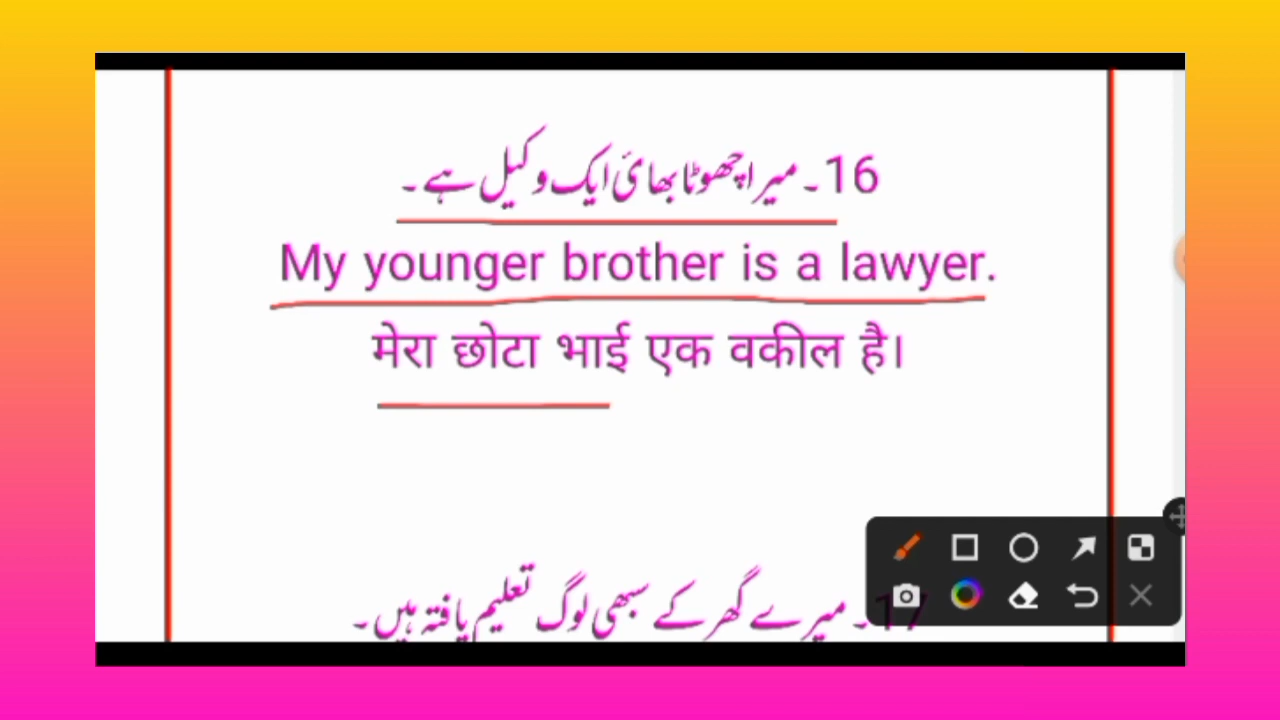 16۔ میرا چھوٹا بھائ ایک وکیل ہے۔
My younger brother is a lawyer.
मेरा छोटा भाई एक वकील है।
17۔ میرے گھر کے سبھی لوگ تعلیم یافتہ ہیں۔